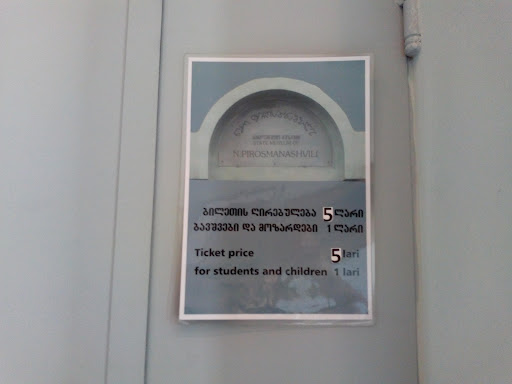 N.PIROSMANASHVILI
ბილეთის ღირებულება 5 ლარი
ბავშვები და მოზარდები 1 ლარი
Ticket price 5 lari
for students and children 1 lari